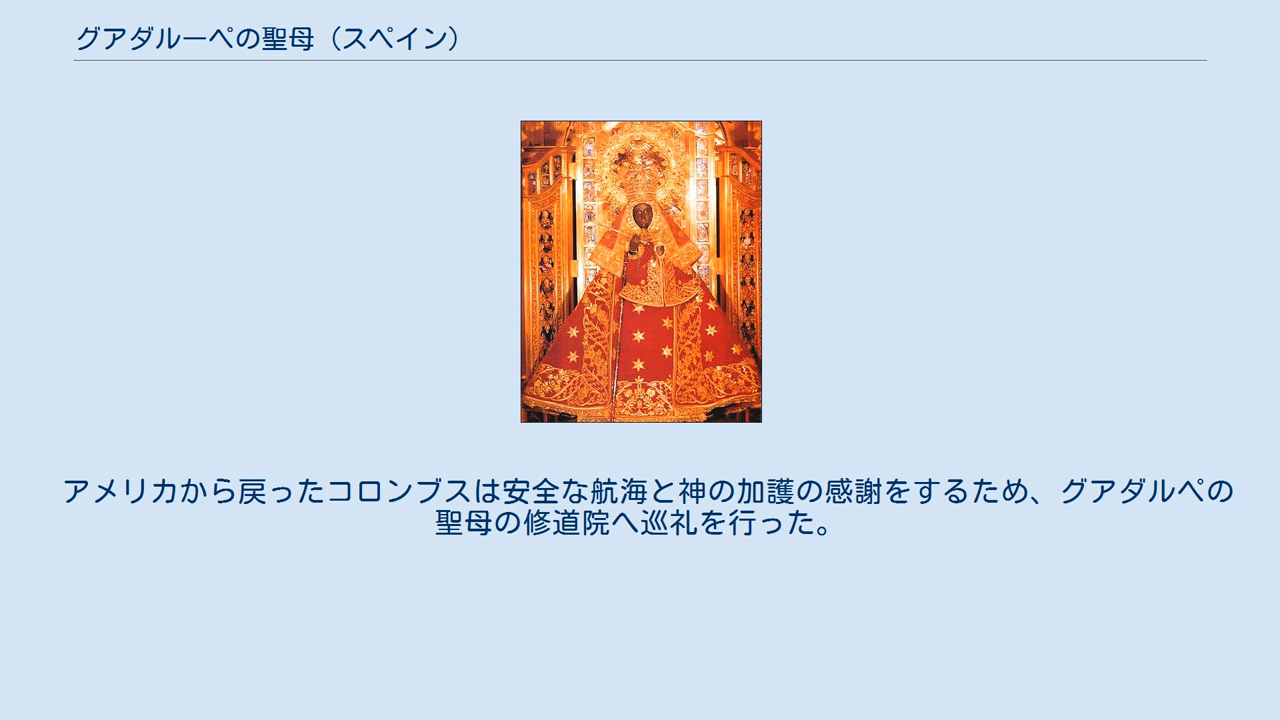 グアダルーペの聖母（スペイン）
アメリカから戻ったコロンブスは安全な航海と神の加護の感謝をするため、グアダルペの
聖母の修道院へ巡礼を行った。